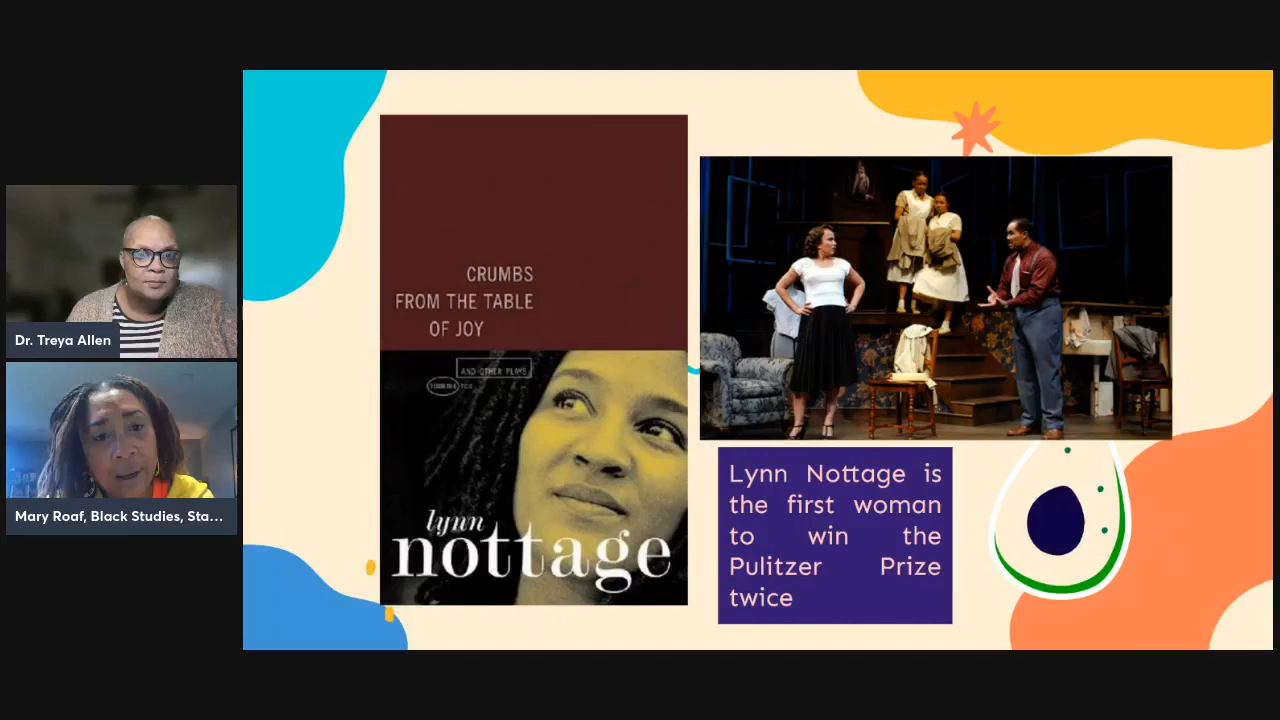 Dr. Treya Allen
Mary Roaf, Black Studies, Sta...
CRUMBS
FROM THE TABLE
OF JOY
AND OTHER PLAYS
lynn
nottage
Lynn Nottage is
the first woman
to win the
Pulitzer Prize
twice